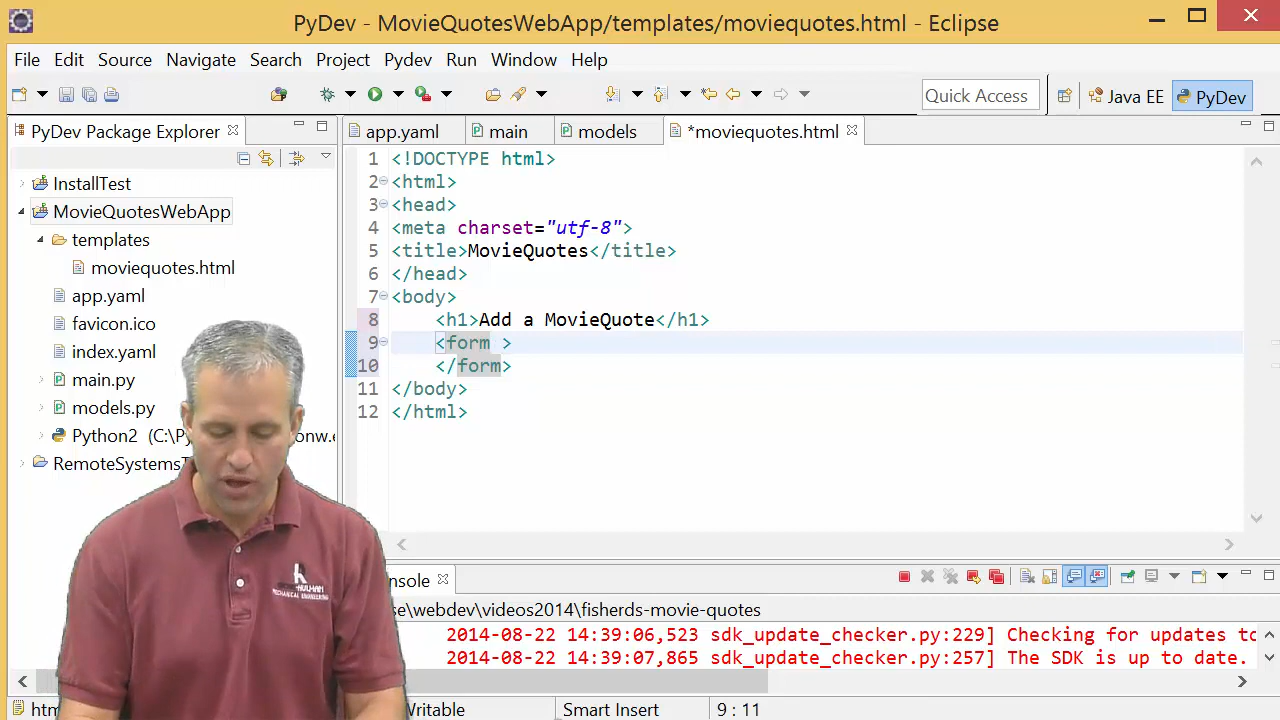 PyDev - MovieQuotesWebApp/templates/moviequotes.html - Eclipse
File Edit Source Navigate Search Project Pydev Run Window Help
Quick Access
Java EE
PyDev
PyDev Package Explorer
app.yaml
main
models
*moviequotes.html
InstallTest
MovieQuotesWebApp
templates
moviequotes.html
app.yaml
favicon.ico
index.yaml
main.py
models.py
Python2 (C:\Py onw.e
RemoteSystemsT
1 <!DOCTYPE html>
2 <html>
3 <head>
4 <meta charset="utf-8">
5 <title>MovieQuotes</title>
6 </head>
7 <body>
8 <h1>Add a MovieQuote</h1>
9 <form >
10 </form>
11 </body>
12 </html>
nsole
se\webdev\videos2014\fisherds-movie-quotes
2014-08-22 14:39:06,523 sdk_update_checker.py:229] Checking for updates to
2014-08-22 14:39:07,865 sdk_update_checker.py:257] The SDK is up to date.
htm
Writable
Smart Insert
9 : 11
MECHANICAL ENGINEERING